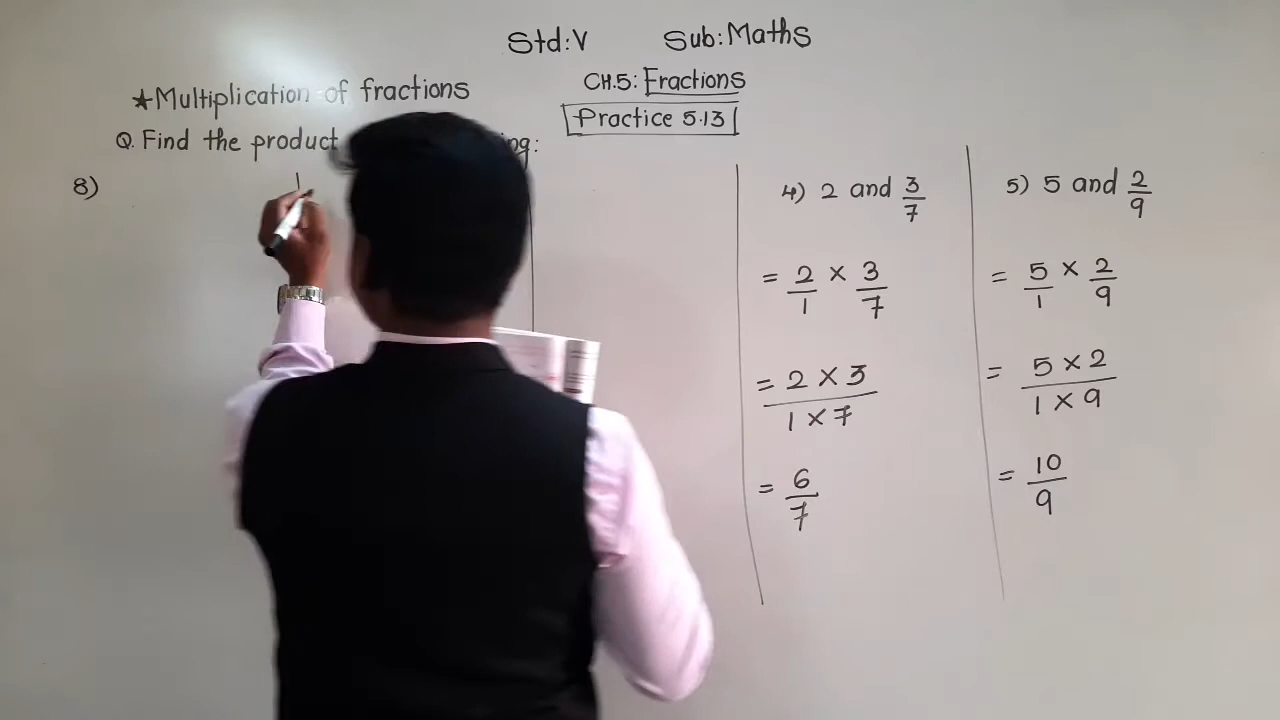 Std:V Sub:Maths
★Multiplication of fractions
CH.5: Fractions
Practice 5.13
Q. Find the product
8)
4) 2 and 3/7
= 2/1 × 3/7
= 2 × 3 / 1 × 7
= 6/7
5) 5 and 2/9
= 5/1 × 2/9
= 5 × 2 / 1 × 9
= 10/9